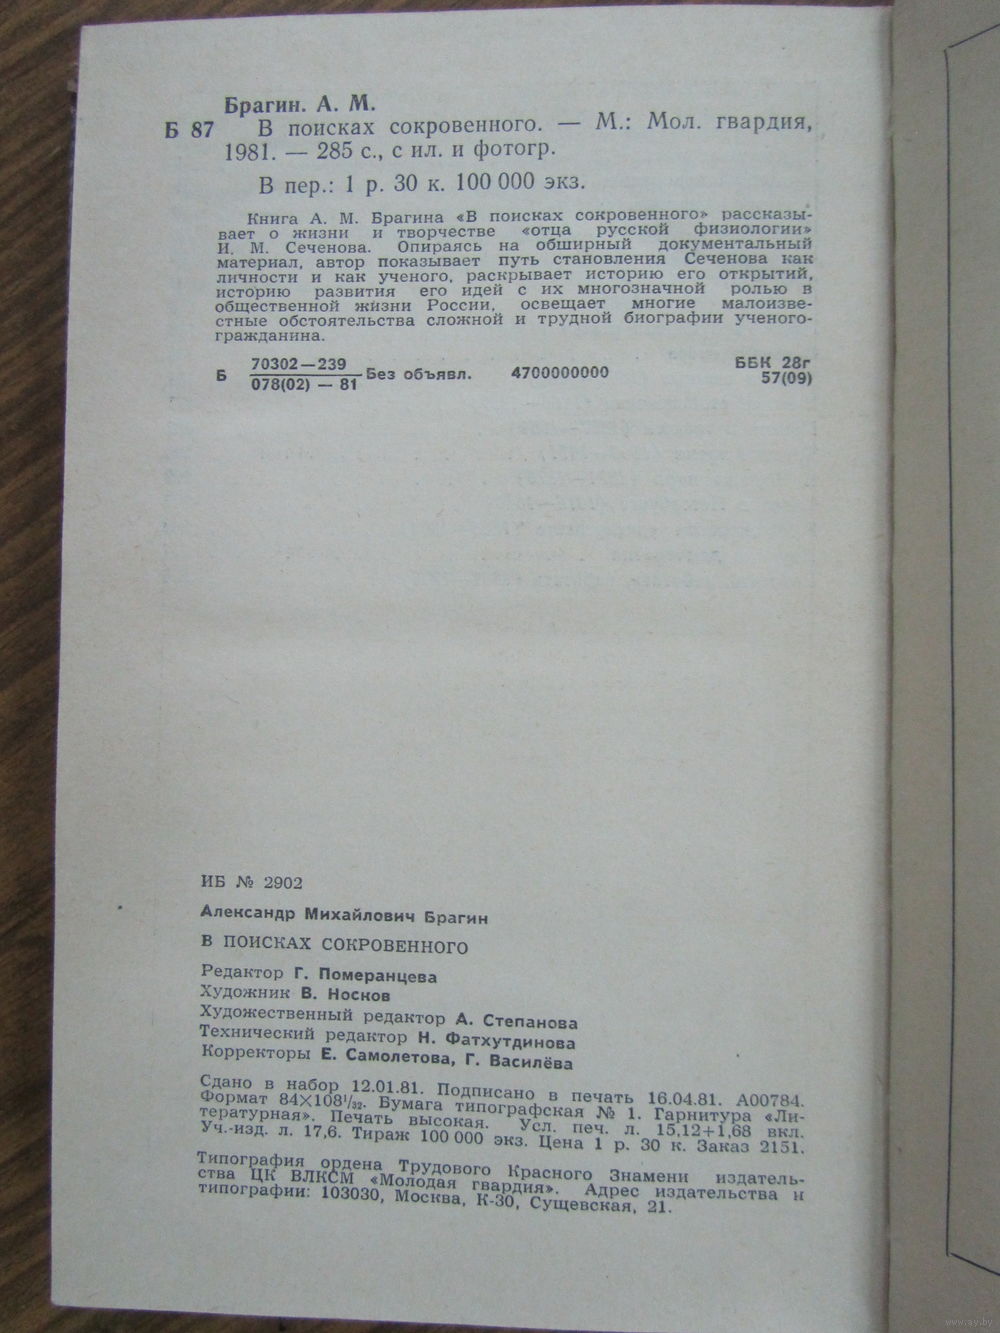 Брагин. А. М.
Б 87 В поисках сокровенного. — М.: Мол. гвардия,
1981. — 285 с., с ил. и фотогр.
В пер.: 1 р. 30 к. 100 000 экз.
Книга А. М. Брагина «В поисках сокровенного» рассказы-
вает о жизни и творчестве «отца русской физиологии»
И. М. Сеченова. Опираясь на обширный документальный
материал, автор показывает путь становления Сеченова как
личности и как ученого, раскрывает историю его открытий,
историю развития его идей с их многозначной ролью в
общественной жизни России, освещает многие малоизве-
стные обстоятельства сложной и трудной биографии ученого-
гражданина.
70302—239 ББК 28г
Б Без объявл. 4700000000
078(02) — 81 57(09)
ИБ № 2902
Александр Михайлович Брагин
В ПОИСКАХ СОКРОВЕННОГО
Редактор Г. Померанцева
Художник В. Носков
Художественный редактор А. Степанова
Технический редактор Н. Фатхутдинова
Корректоры Е. Самолетова, Г. Василёва
Сдано в набор 12.01.81. Подписано в печать 16.04.81. А00784.
Формат 84×108¹/₃₂. Бумага типографская № 1. Гарнитура «Ли-
тературная». Печать высокая. Усл. печ. л. 15,12+1,68 вкл.
Уч.-изд. л. 17,6. Тираж 100 000 экз. Цена 1 р. 30 к. Заказ 2151.
Типография ордена Трудового Красного Знамени издатель-
ства ЦК ВЛКСМ «Молодая гвардия». Адрес издательства и
типографии: 103030, Москва, К-30, Сущевская, 21.
www.ay.by